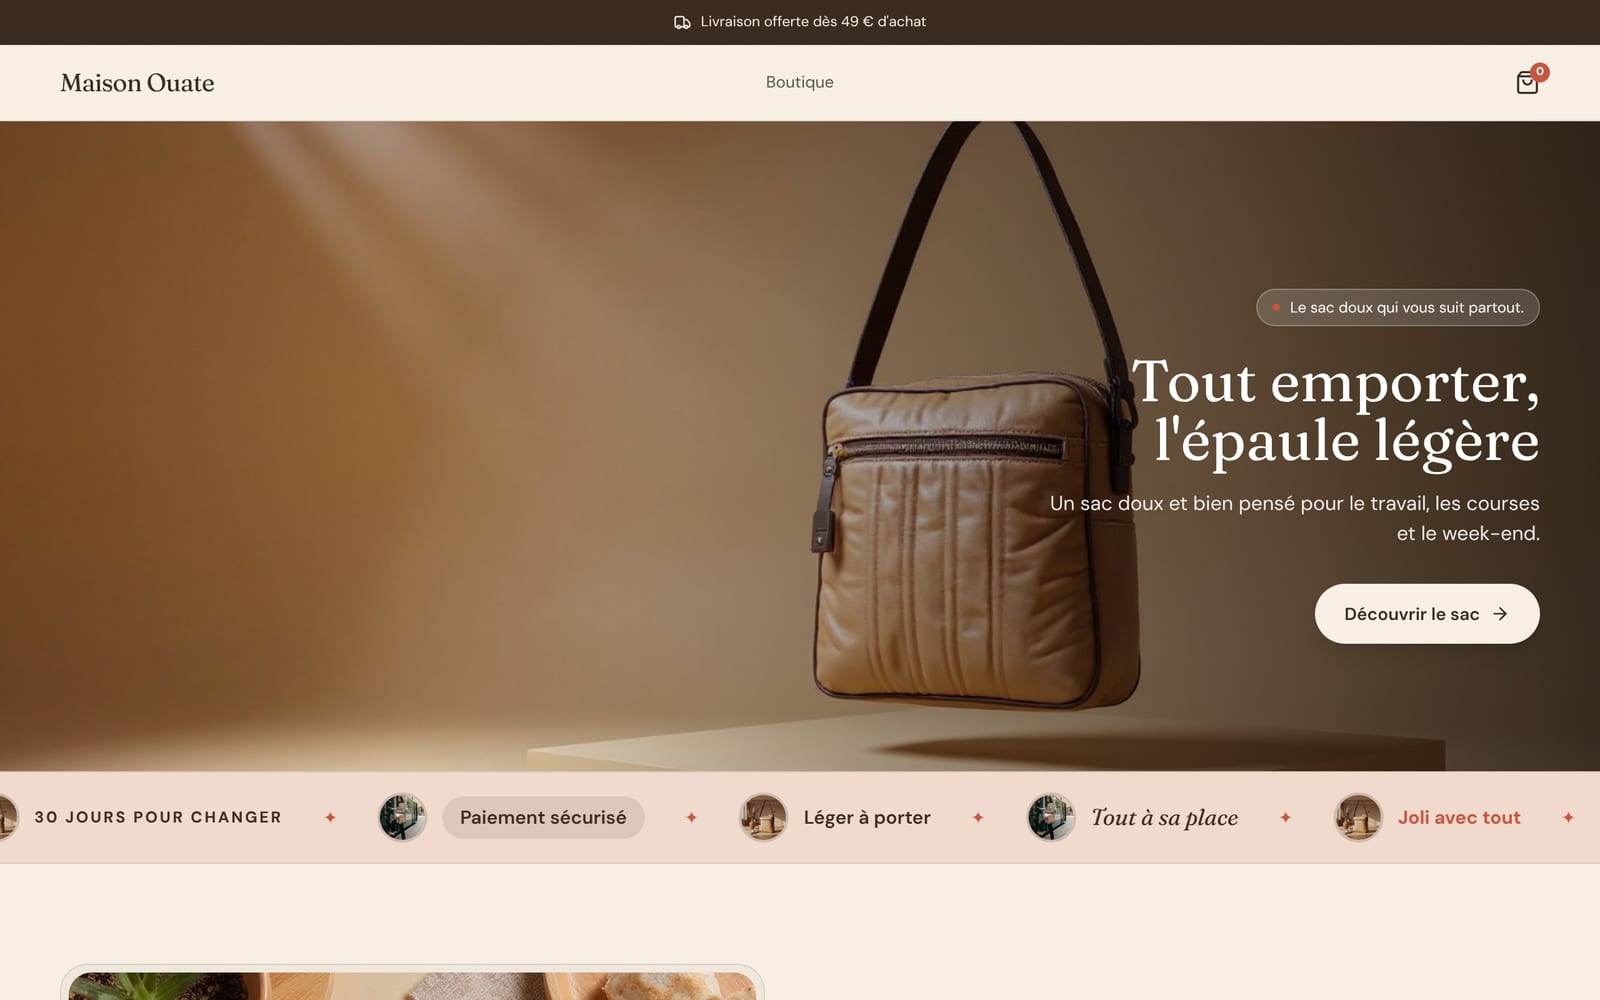 Livraison offerte dès 49 € d'achat
Maison Ouate
Boutique
0
Le sac doux qui vous suit partout.
Tout emporter,
l'épaule légère
Un sac doux et bien pensé pour le travail, les courses
et le week-end.
Découvrir le sac
30 JOURS POUR CHANGER
Paiement sécurisé
Léger à porter
Tout à sa place
Joli avec tout